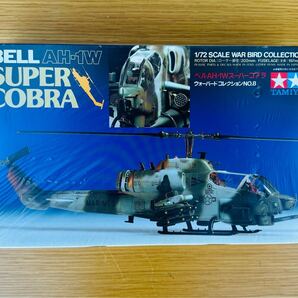 BELL AH-1W
SUPER
COBRA
1/72 SCALE WAR BIRD COLLECTION
ベルAH-1Wスーパーコブラ
ウォーバードコレクションNO.8
TAMIYA